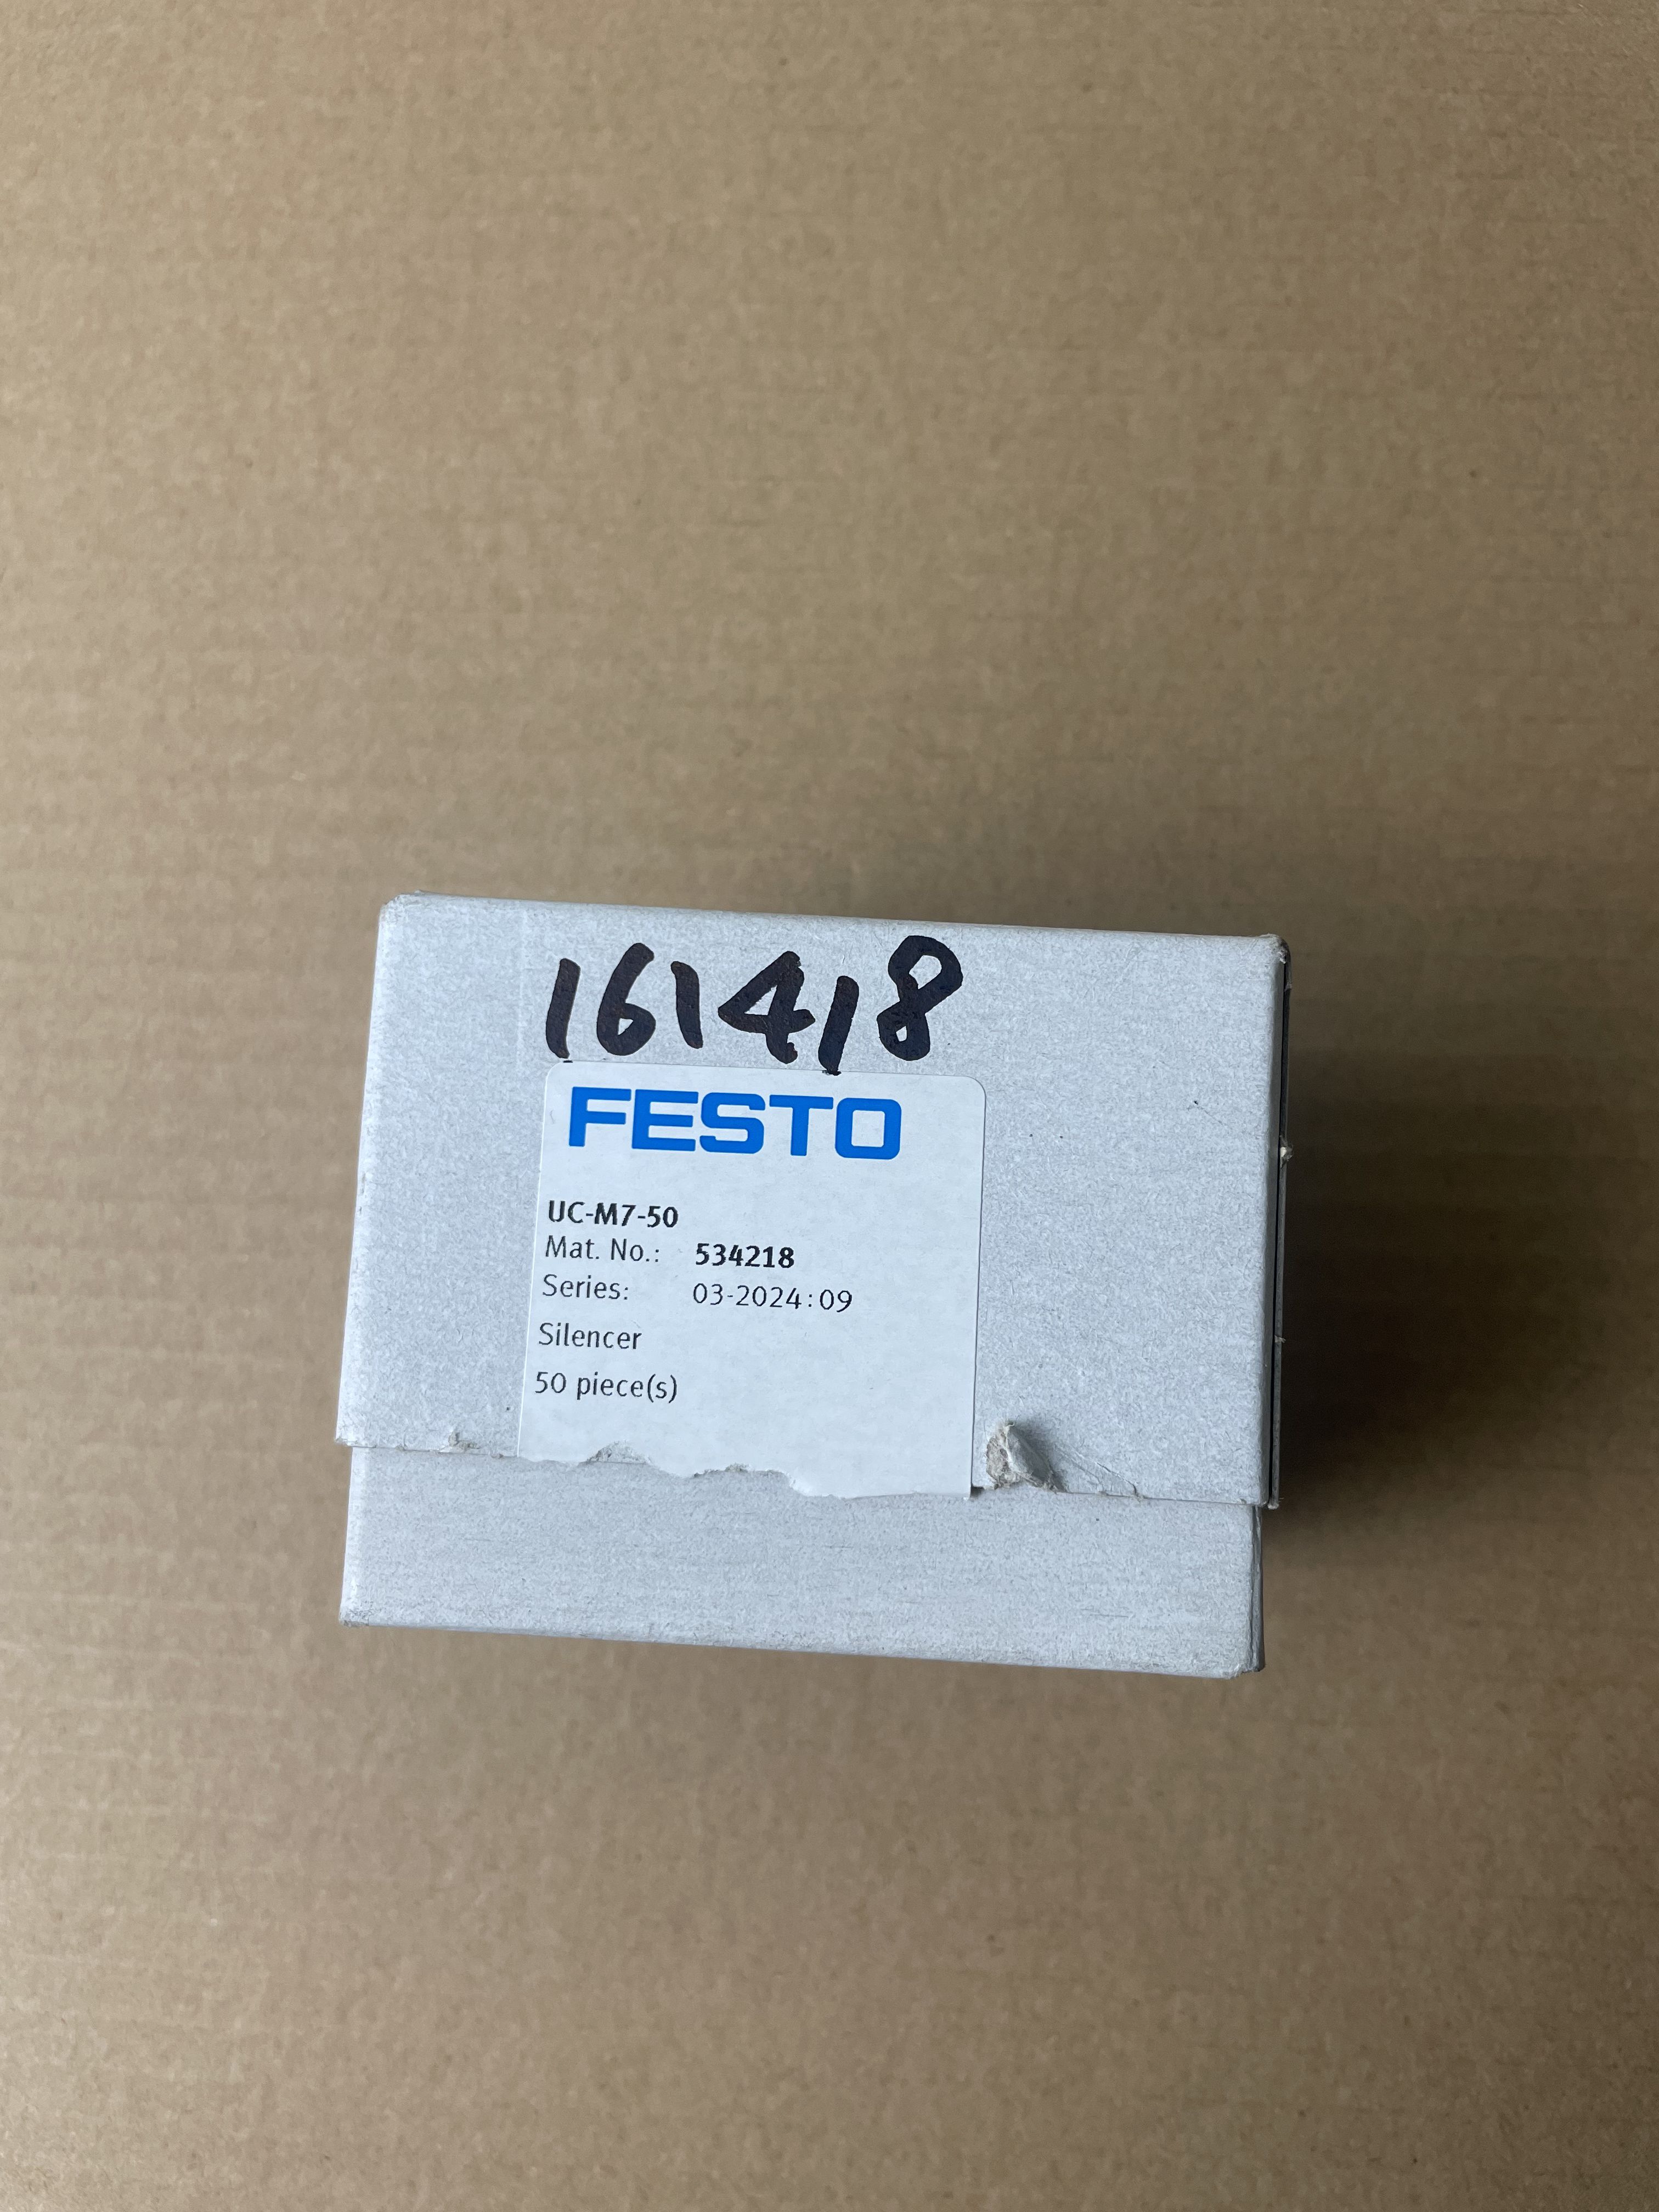 161418
FESTO
UC-M7-50
Mat. No.: 534218
Series: 03-2024:09
Silencer
50 piece(s)